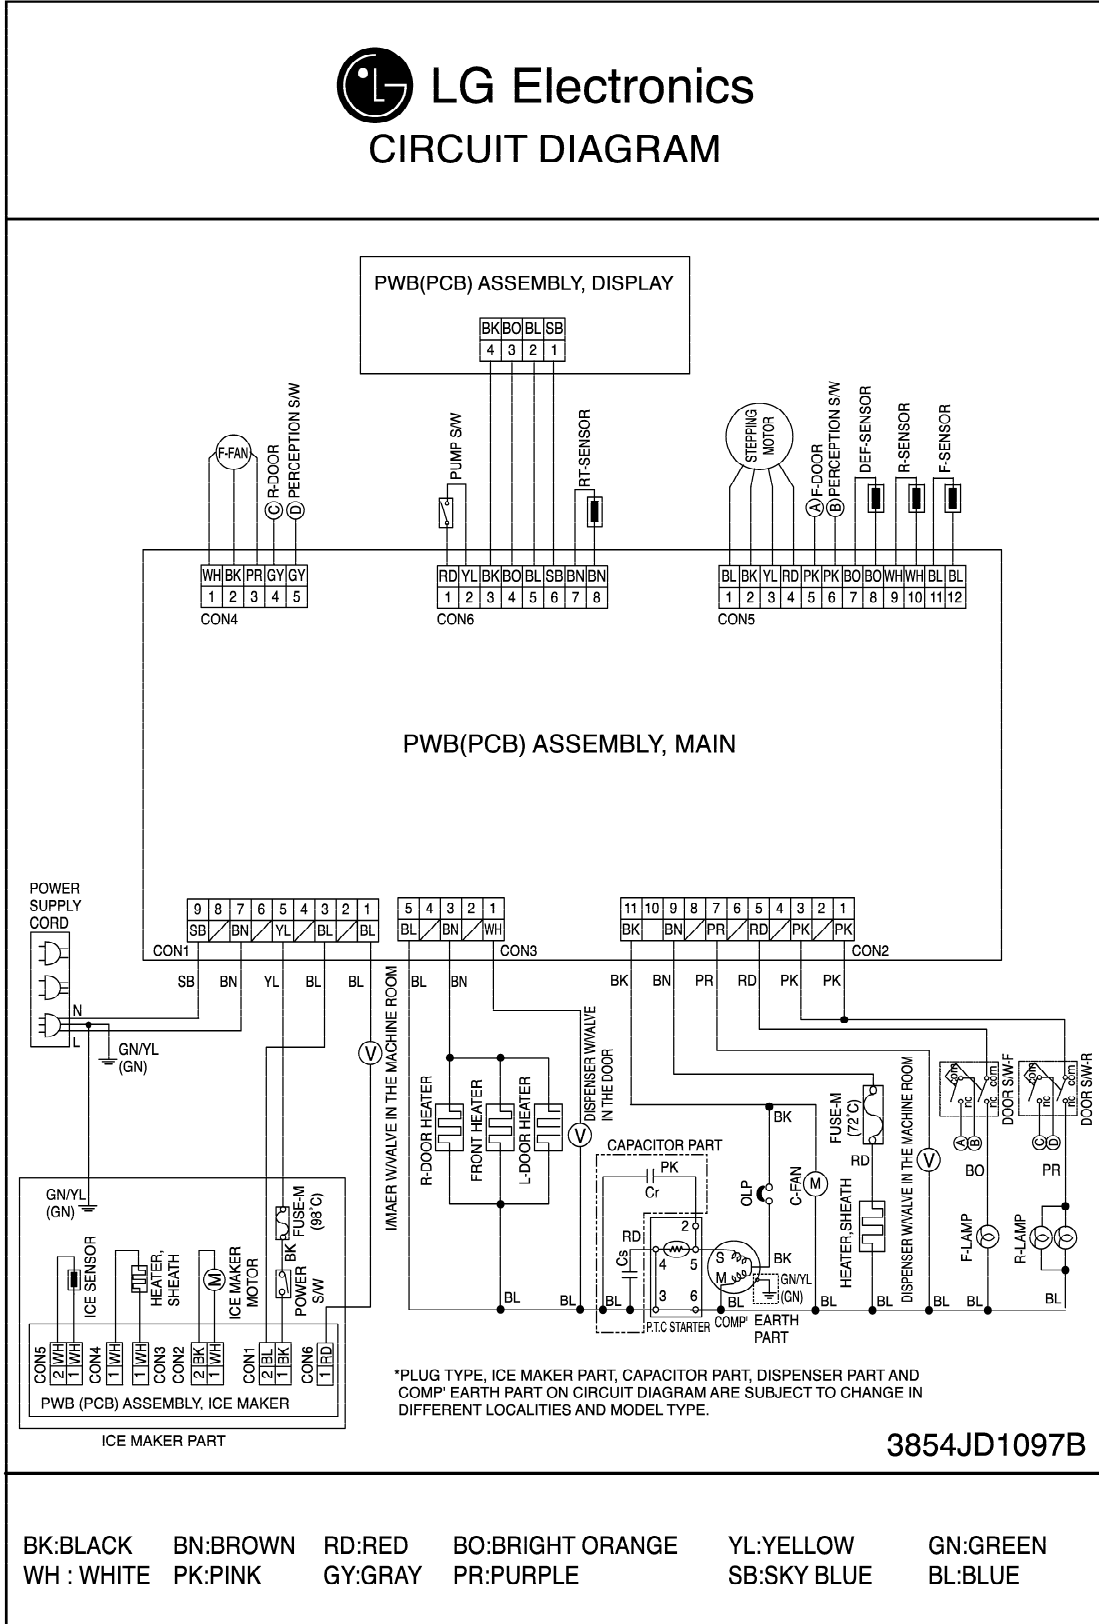 LG Electronics
CIRCUIT DIAGRAM
PWB(PCB) ASSEMBLY, DISPLAY
BK BO BL SB
4 3 2 1
F-FAN
C R-DOOR
D PERCEPTION S/W
PUMP S/W
RT-SENSOR
STEPPING
MOTOR
A F-DOOR
B PERCEPTION S/W
DEF-SENSOR
R-SENSOR
F-SENSOR
WH BK PR GY GY
1 2 3 4 5
CON4
RD YL BK BO BL SB BN BN
1 2 3 4 5 6 7 8
CON6
BL BK YL RD PK PK BO BO WH WH BL BL
1 2 3 4 5 6 7 8 9 10 11 12
CON5
PWB(PCB) ASSEMBLY, MAIN
POWER
SUPPLY
CORD
N
L
GN/YL
(GN)
9 8 7 6 5 4 3 2 1
SB BN YL BL BL
CON1
SB BN YL BL BL
5 4 3 2 1
BL BN WH
CON3
BL BN
11 10 9 8 7 6 5 4 3 2 1
BK BN PR RD PK PK
CON2
BK BN PR RD PK PK
V
I/MAER W/VALVE IN THE MACHINE ROOM
R-DOOR HEATER
FRONT HEATER
L-DOOR HEATER
V
DISPENSER W/VALVE
IN THE DOOR
CAPACITOR PART
PK
Cr
RD
Cs
2
4 5
3 6
P.T.C STARTER
S
M
COMP'
OLP
BK
BK
GN/YL
(GN)
EARTH
PART
C-FAN
M
FUSE-M
(72°C)
RD
HEATER,SHEATH
V
DISPENSER W/VALVE IN THE MACHINE ROOM
com
nc
com
nc
DOOR S/W-F
A B
BO
F-LAMP
com
nc
com
nc
DOOR S/W-R
C D
PR
R-LAMP
BL BL BL BL BL BL BL BL BL
GN/YL
(GN)
ICE SENSOR
HEATER,
SHEATH
M
ICE MAKER
MOTOR
FUSE-M
(98°C)
BK
POWER
S/W
CON5
2 WH
1 WH
CON4
1 WH
1 WH
CON3
CON2
2 BK
1 WH
CON1
2 BL
1 BK
CON6
1 RD
PWB (PCB) ASSEMBLY, ICE MAKER
ICE MAKER PART
*PLUG TYPE, ICE MAKER PART, CAPACITOR PART, DISPENSER PART AND
COMP' EARTH PART ON CIRCUIT DIAGRAM ARE SUBJECT TO CHANGE IN
DIFFERENT LOCALITIES AND MODEL TYPE.
3854JD1097B
BK:BLACK BN:BROWN RD:RED BO:BRIGHT ORANGE YL:YELLOW GN:GREEN
WH : WHITE PK:PINK GY:GRAY PR:PURPLE SB:SKY BLUE BL:BLUE